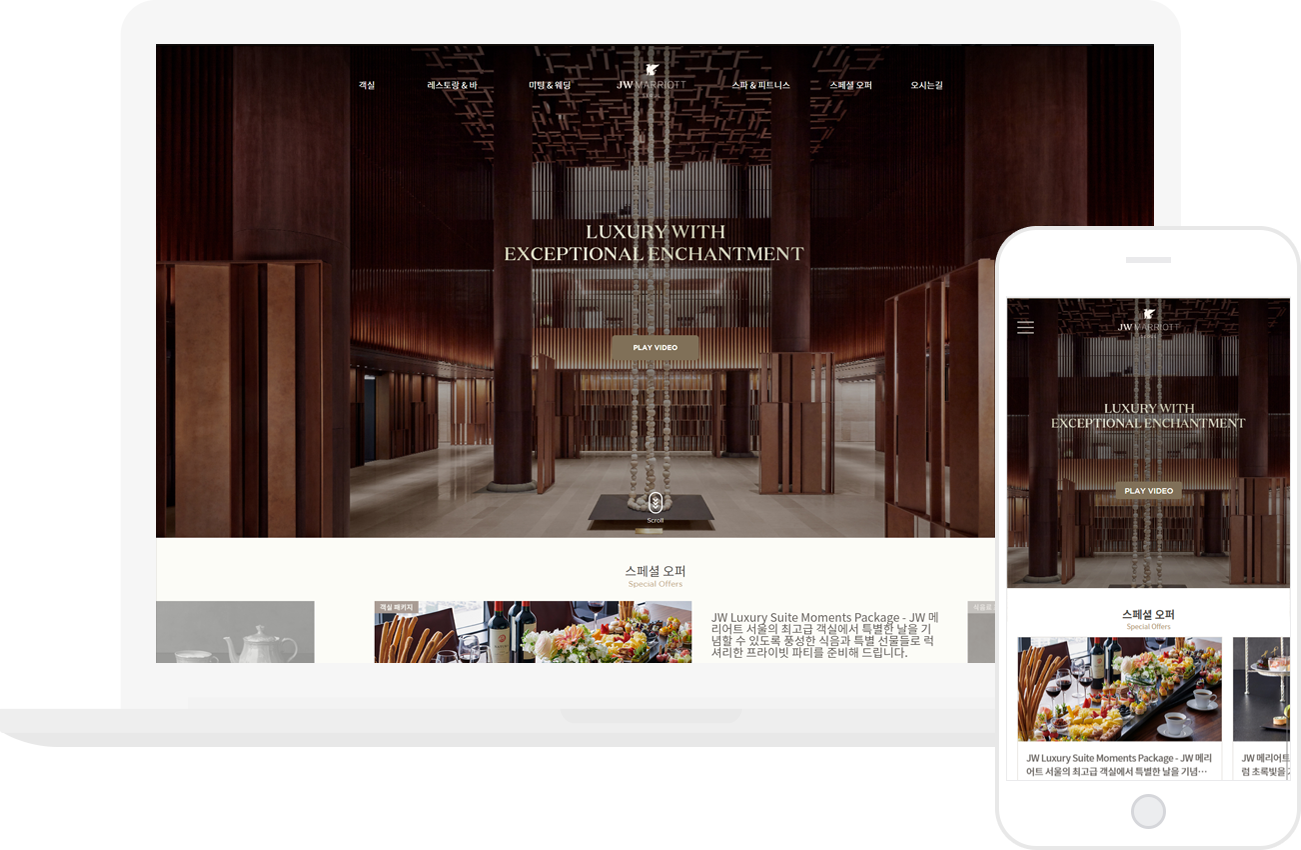 객실
레스토랑 & 바
미팅 & 웨딩
JW MARRIOTT
스파 & 피트니스
스페셜 오퍼
오시는길
LUXURY WITH
EXCEPTIONAL ENCHANTMENT
PLAY VIDEO
Scroll
스페셜 오퍼
Special Offers
객실 패키지
JW Luxury Suite Moments Package - JW 메
리어트 서울의 최고급 객실에서 특별한 날을 기
념할 수 있도록 풍성한 식음과 특별 선물들로 럭
셔리한 프라이빗 파티를 준비해 드립니다.
식음료
JW MARRIOTT
LUXURY WITH
EXCEPTIONAL ENCHANTMENT
PLAY VIDEO
스페셜 오퍼
Special Offers
JW Luxury Suite Moments Package - JW 메리
어트 서울의 최고급 객실에서 특별한 날을 기념…
JW 메리어트
럼 초록빛을